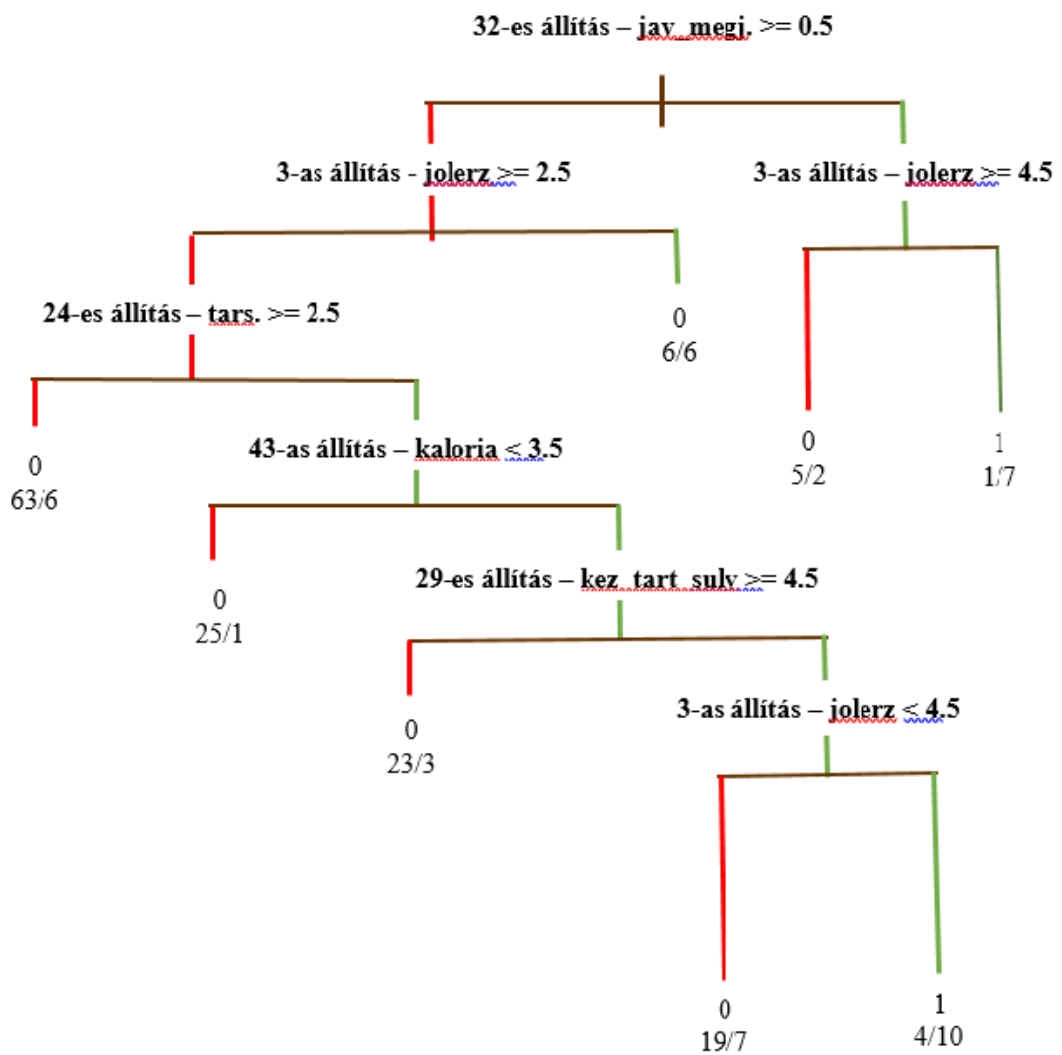 32-es állítás – jav_megj. >= 0.5
3-as állítás - jolerz >= 2.5
3-as állítás – jolerz >= 4.5
24-es állítás – tars. >= 2.5
0
6/6
0
5/2
1
1/7
43-as állítás – kaloria < 3.5
0
63/6
29-es állítás – kez_tart_suly >= 4.5
0
25/1
3-as állítás – jolerz < 4.5
0
23/3
0
19/7
1
4/10